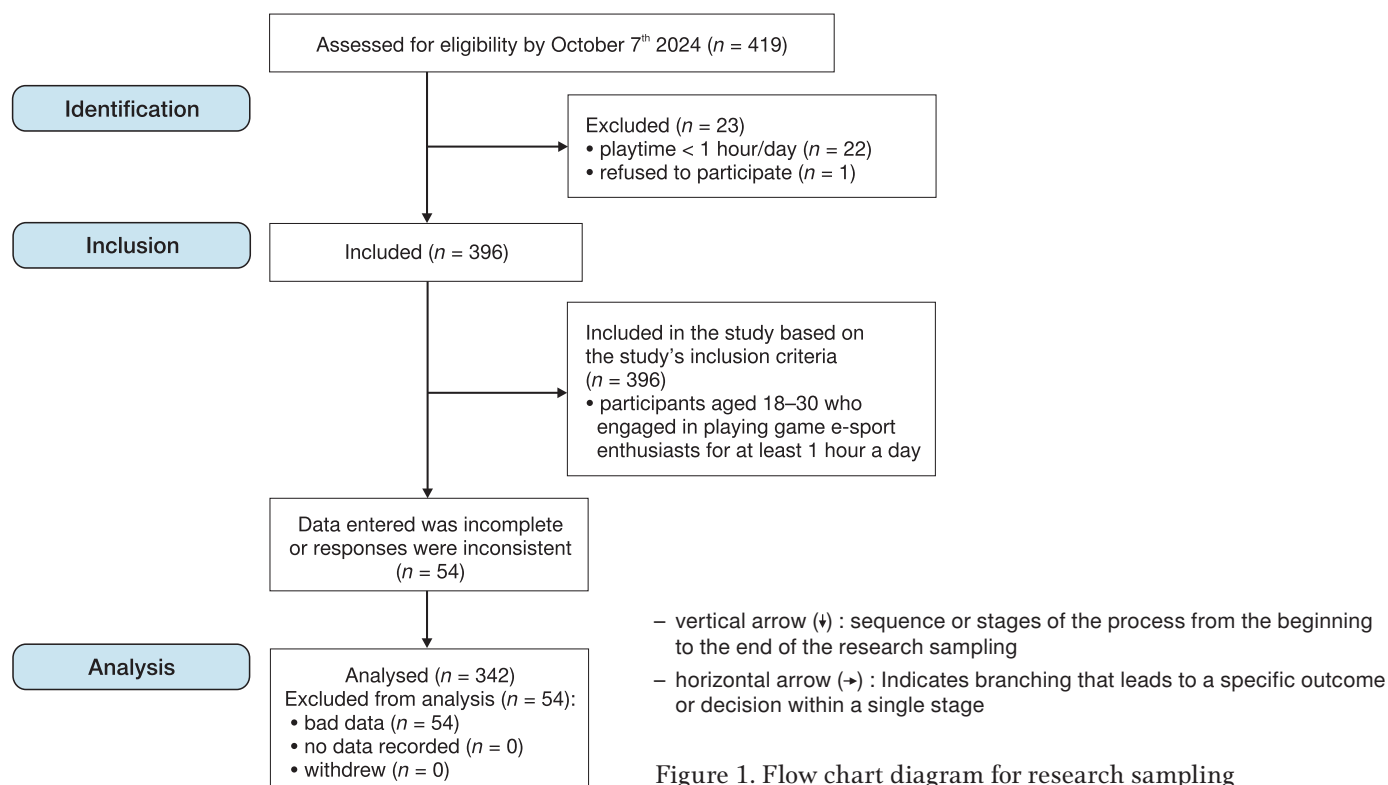 Assessed for eligibility by October 7th 2024 (n = 419)
Identification
Excluded (n = 23)
• playtime < 1 hour/day (n = 22)
• refused to participate (n = 1)
Inclusion
Included (n = 396)
Included in the study based on
the study’s inclusion criteria
(n = 396)
• participants aged 18–30 who
engaged in playing game e-sport
enthusiasts for at least 1 hour a day
Data entered was incomplete
or responses were inconsistent
(n = 54)
Analysis
Analysed (n = 342)
Excluded from analysis (n = 54):
• bad data (n = 54)
• no data recorded (n = 0)
• withdrew (n = 0)
– vertical arrow (↓) : sequence or stages of the process from the beginning
to the end of the research sampling
– horizontal arrow (→) : Indicates branching that leads to a specific outcome
or decision within a single stage
Figure 1. Flow chart diagram for research sampling